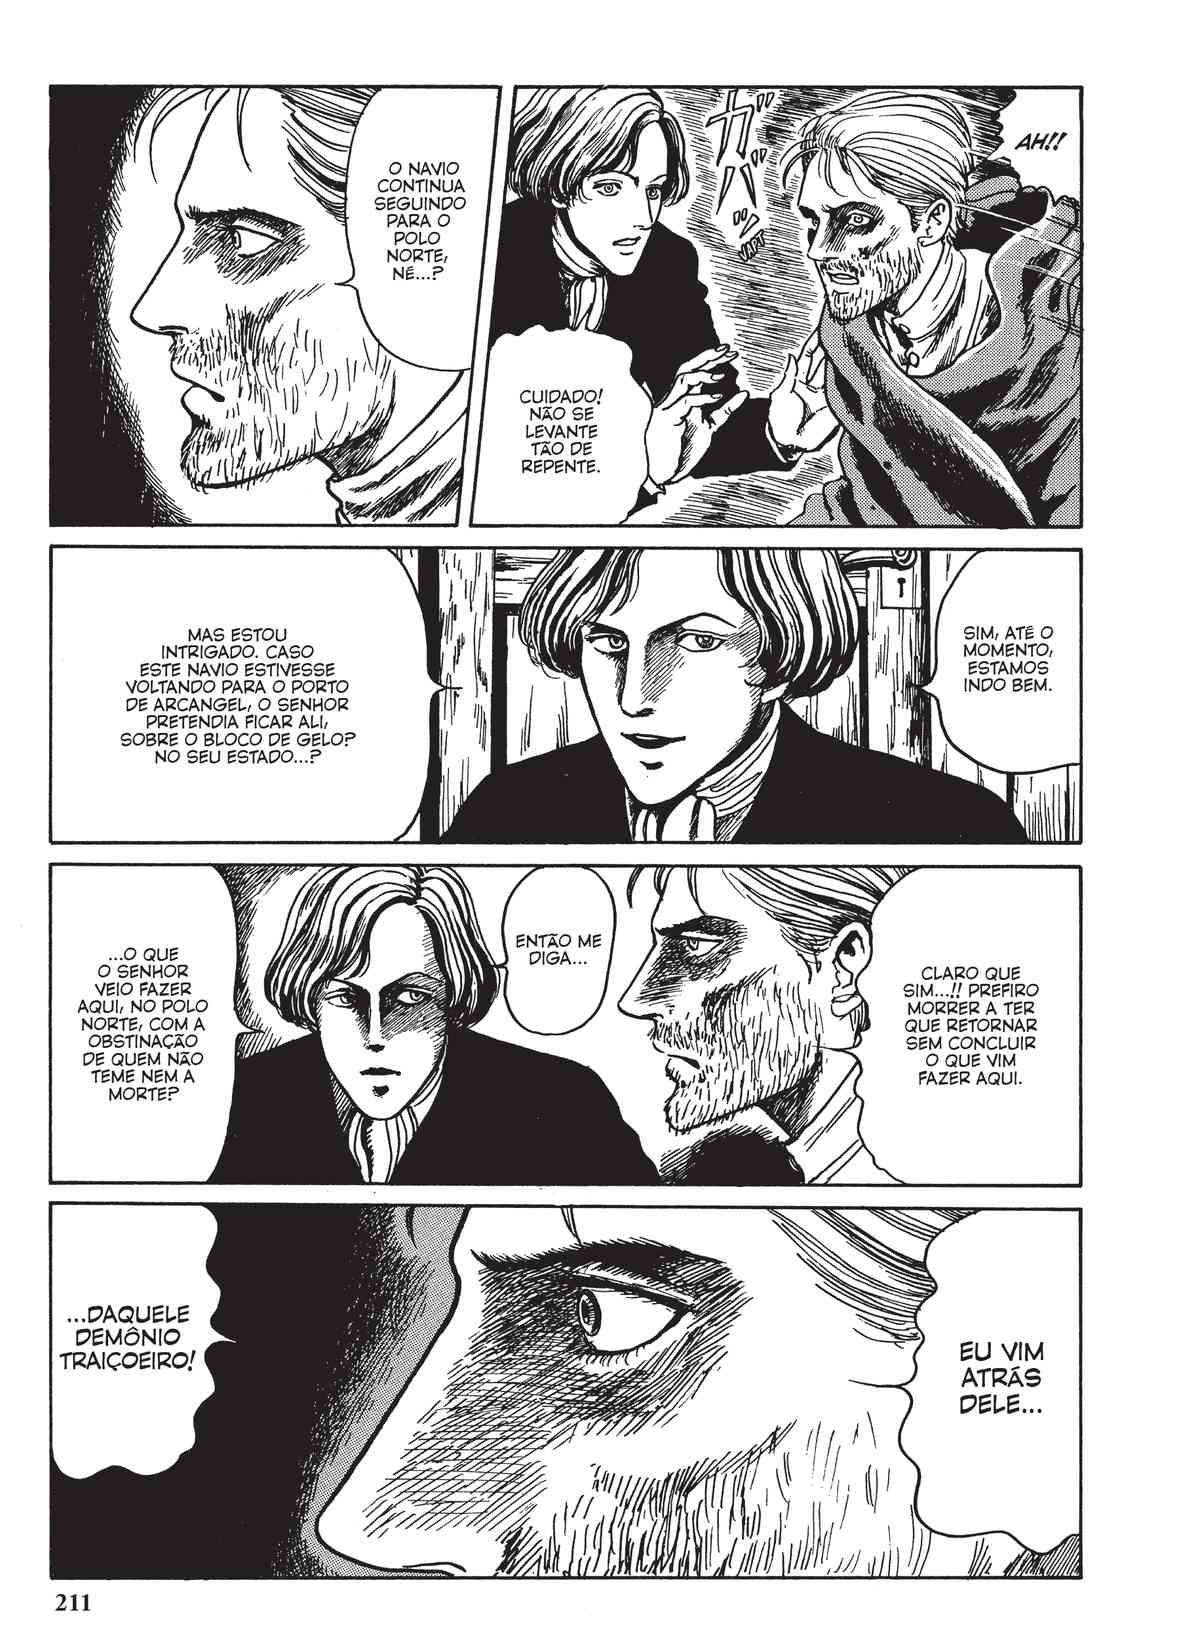 AH!!
ガバッ
VAPT
CUIDADO!
NÃO SE
LEVANTE
TÃO DE
REPENTE.
O NAVIO
CONTINUA
SEGUINDO
PARA O
POLO
NORTE,
NÉ...?
SIM, ATÉ O
MOMENTO,
ESTAMOS
INDO BEM.
MAS ESTOU
INTRIGADO. CASO
ESTE NAVIO ESTIVESSE
VOLTANDO PARA O PORTO
DE ARCANGEL, O SENHOR
PRETENDIA FICAR ALI,
SOBRE O BLOCO DE GELO?
NO SEU ESTADO...?
CLARO QUE
SIM...!! PREFIRO
MORRER A TER
QUE RETORNAR
SEM CONCLUIR
O QUE VIM
FAZER AQUI.
ENTÃO ME
DIGA...
...O QUE
O SENHOR
VEIO FAZER
AQUI, NO POLO
NORTE, COM A
OBSTINAÇÃO
DE QUEM NÃO
TEME NEM A
MORTE?
EU VIM
ATRÁS
DELE...
...DAQUELE
DEMÔNIO
TRAIÇOEIRO!
211